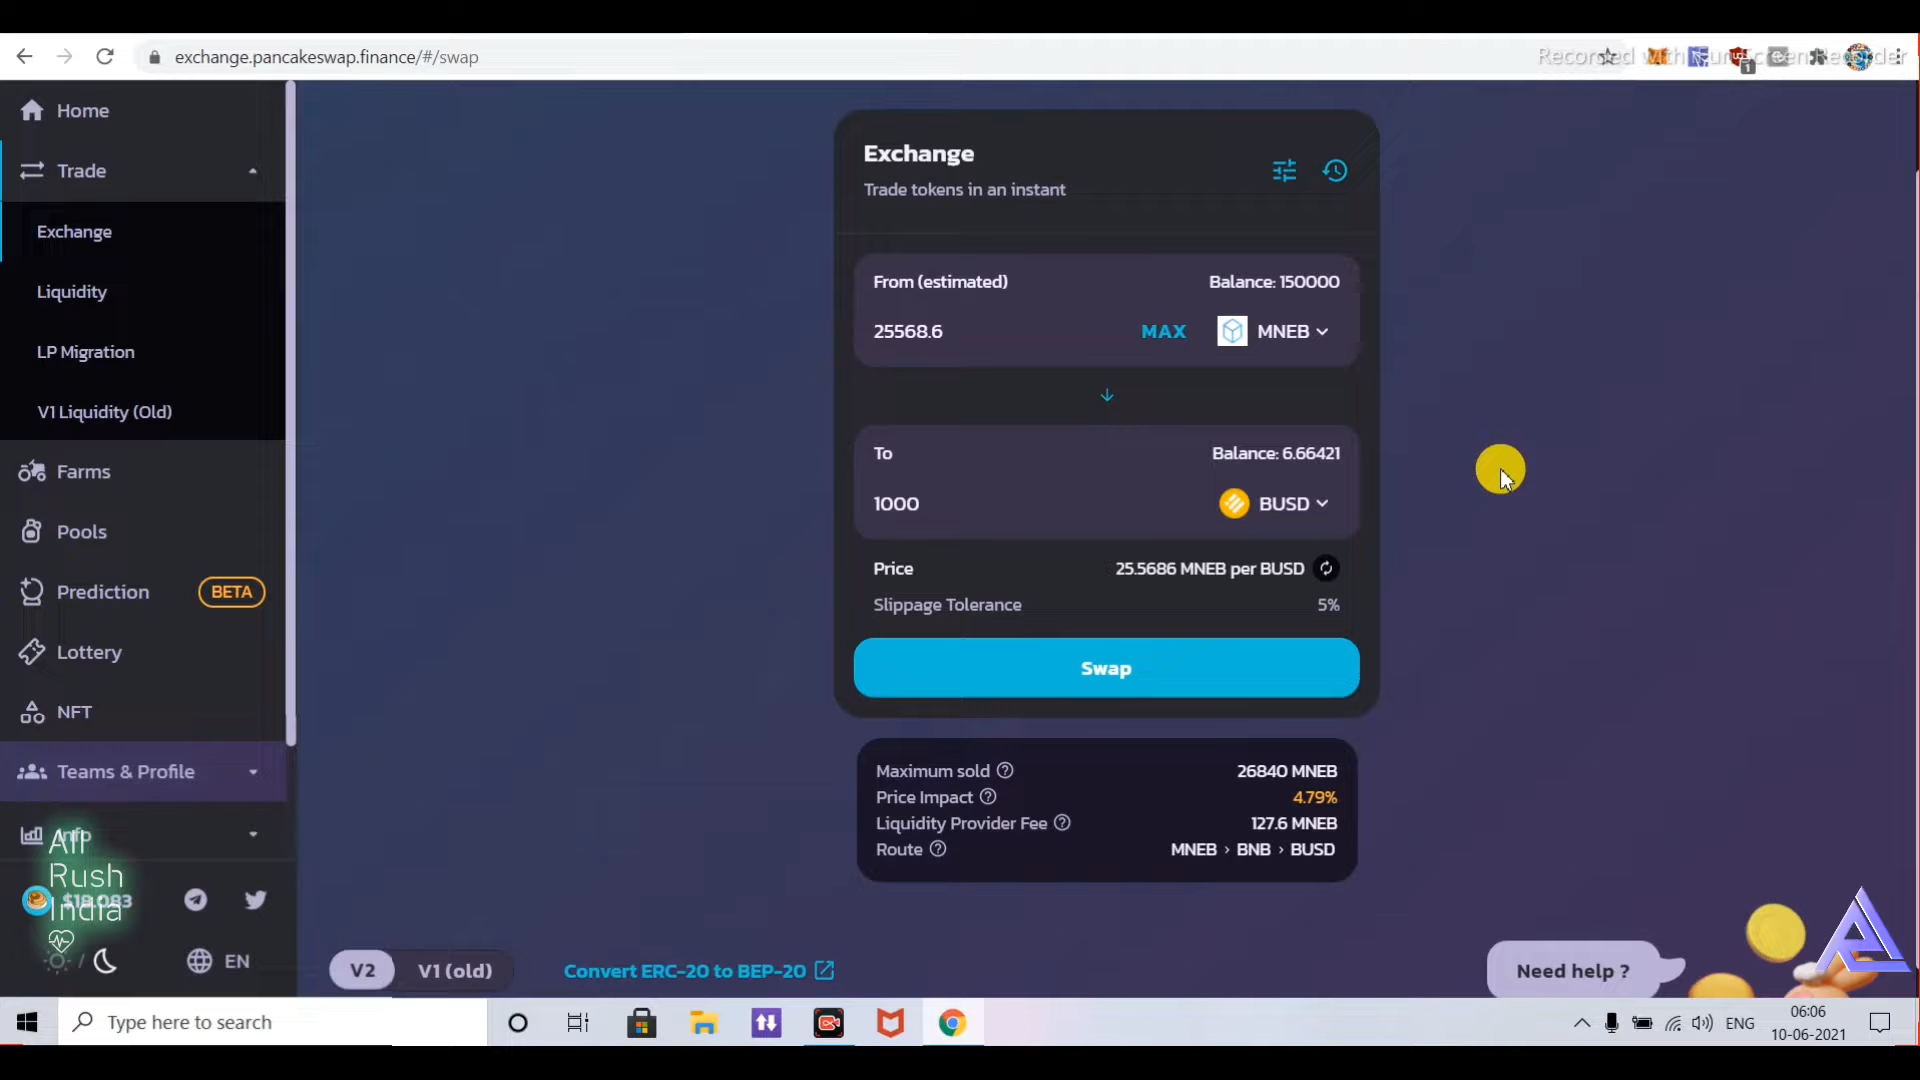 exchange.pancakeswap.finance/#/swap
Home
Trade
Exchange
Liquidity
LP Migration
V1 Liquidity (Old)
Farms
Pools
Prediction BETA
Lottery
NFT
Teams & Profile
Info
All
Rush
India
EN
Exchange
Trade tokens in an instant
From (estimated) Balance: 150000
25568.6 MAX MNEB
To Balance: 6.66421
1000 BUSD
Price 25.5686 MNEB per BUSD
Slippage Tolerance 5%
Swap
Maximum sold 26840 MNEB
Price Impact 4.79%
Liquidity Provider Fee 127.6 MNEB
Route MNEB > BNB > BUSD
V2 V1 (old) Convert ERC-20 to BEP-20
Need help ?
Type here to search
ENG
06:06
10-06-2021